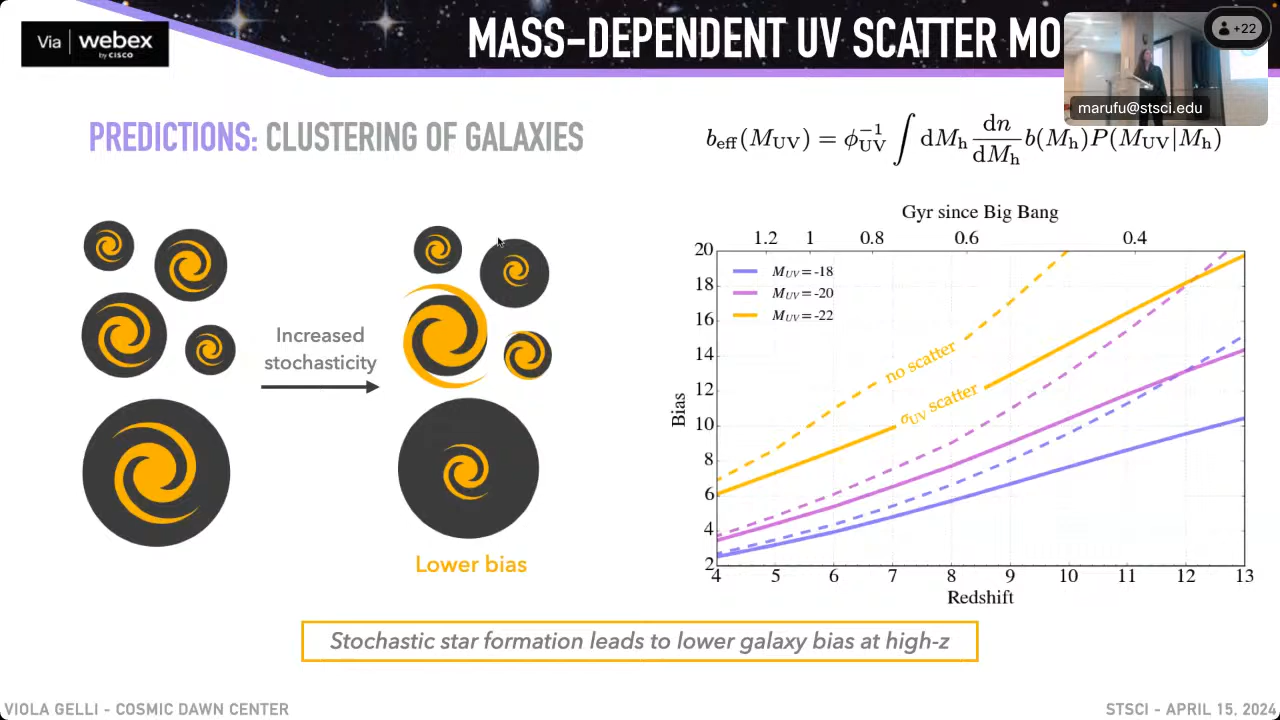 Via webex
by CISCO
MASS-DEPENDENT UV SCATTER MO
+22
marufu@stsci.edu
PREDICTIONS: CLUSTERING OF GALAXIES
b_eff(M_UV) = ϕ_UV^{-1} ∫ dM_h dn/dM_h b(M_h)P(M_UV|M_h)
Increased
stochasticity
Lower bias
Gyr since Big Bang
1.2 1 0.8 0.6 0.4
20
18
16
14
12
10
8
6
4
2
Bias
M_UV = -18
M_UV = -20
M_UV = -22
no scatter
σ_UV scatter
4 5 6 7 8 9 10 11 12 13
Redshift
Stochastic star formation leads to lower galaxy bias at high-z
VIOLA GELLI - COSMIC DAWN CENTER
STSCI - APRIL 15, 2024